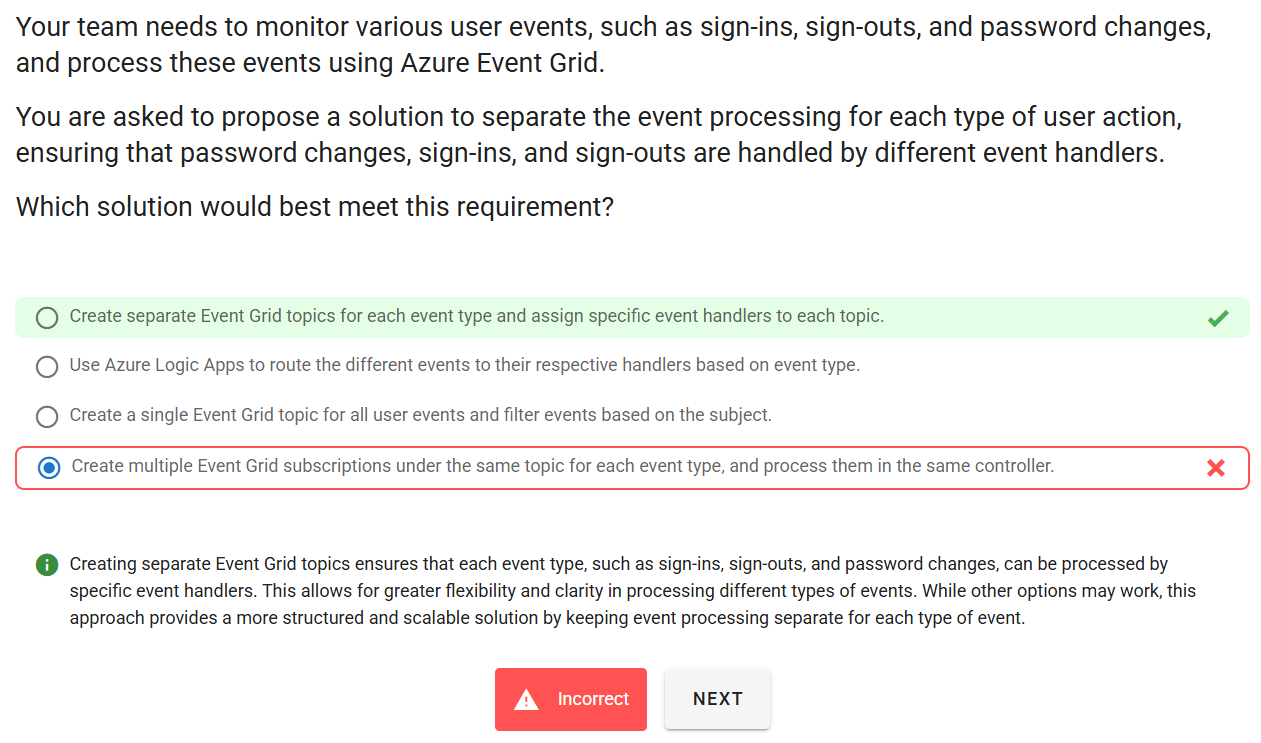 Your team needs to monitor various user events, such as sign-ins, sign-outs, and password changes,
and process these events using Azure Event Grid.
You are asked to propose a solution to separate the event processing for each type of user action,
ensuring that password changes, sign-ins, and sign-outs are handled by different event handlers.
Which solution would best meet this requirement?
Create separate Event Grid topics for each event type and assign specific event handlers to each topic.
Use Azure Logic Apps to route the different events to their respective handlers based on event type.
Create a single Event Grid topic for all user events and filter events based on the subject.
Create multiple Event Grid subscriptions under the same topic for each event type, and process them in the same controller.
Creating separate Event Grid topics ensures that each event type, such as sign-ins, sign-outs, and password changes, can be processed by
specific event handlers. This allows for greater flexibility and clarity in processing different types of events. While other options may work, this
approach provides a more structured and scalable solution by keeping event processing separate for each type of event.
Incorrect
NEXT